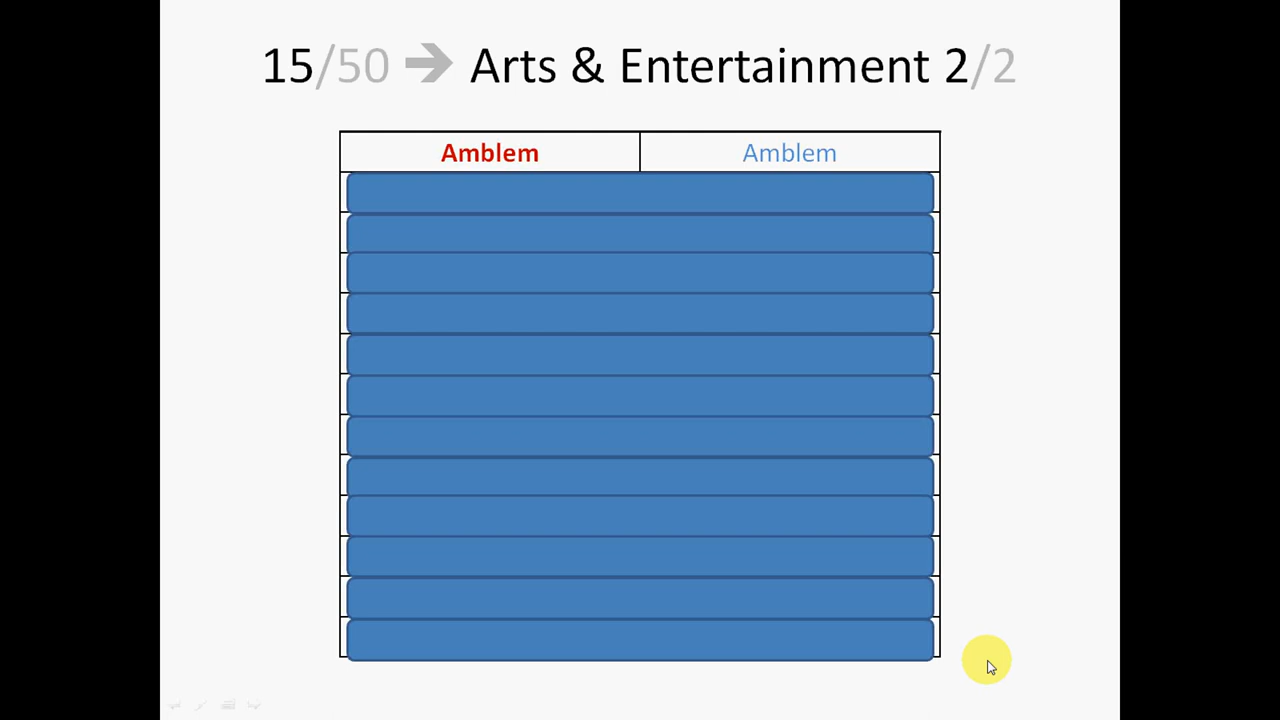 15/50 ➔ Arts & Entertainment 2/2
Amblem Amblem